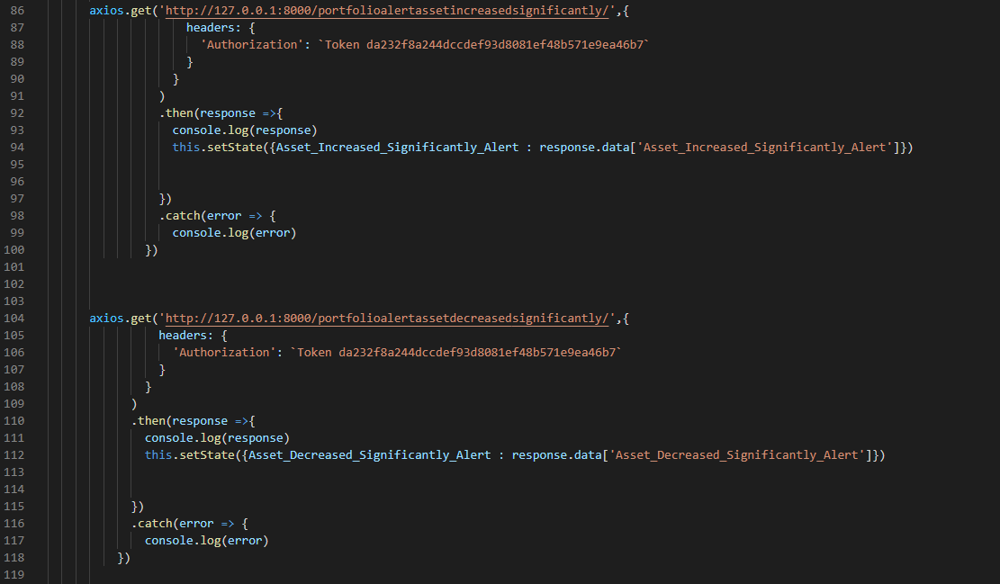 86 axios.get('http://127.0.0.1:8000/portfolioalertassetincreasedsignificantly/',{
87 headers: {
88 'Authorization': `Token da232f8a244dccdef93d8081ef48b571e9ea46b7`
89 }
90 }
91 )
92 .then(response =>{
93 console.log(response)
94 this.setState({Asset_Increased_Significantly_Alert : response.data['Asset_Increased_Significantly_Alert']})
95
96
97 })
98 .catch(error => {
99 console.log(error)
100 })
101
102
103
104 axios.get('http://127.0.0.1:8000/portfolioalertassetdecreasedsignificantly/',{
105 headers: {
106 'Authorization': `Token da232f8a244dccdef93d8081ef48b571e9ea46b7`
107 }
108 }
109 )
110 .then(response =>{
111 console.log(response)
112 this.setState({Asset_Decreased_Significantly_Alert : response.data['Asset_Decreased_Significantly_Alert']})
113
114
115 })
116 .catch(error => {
117 console.log(error)
118 })
119